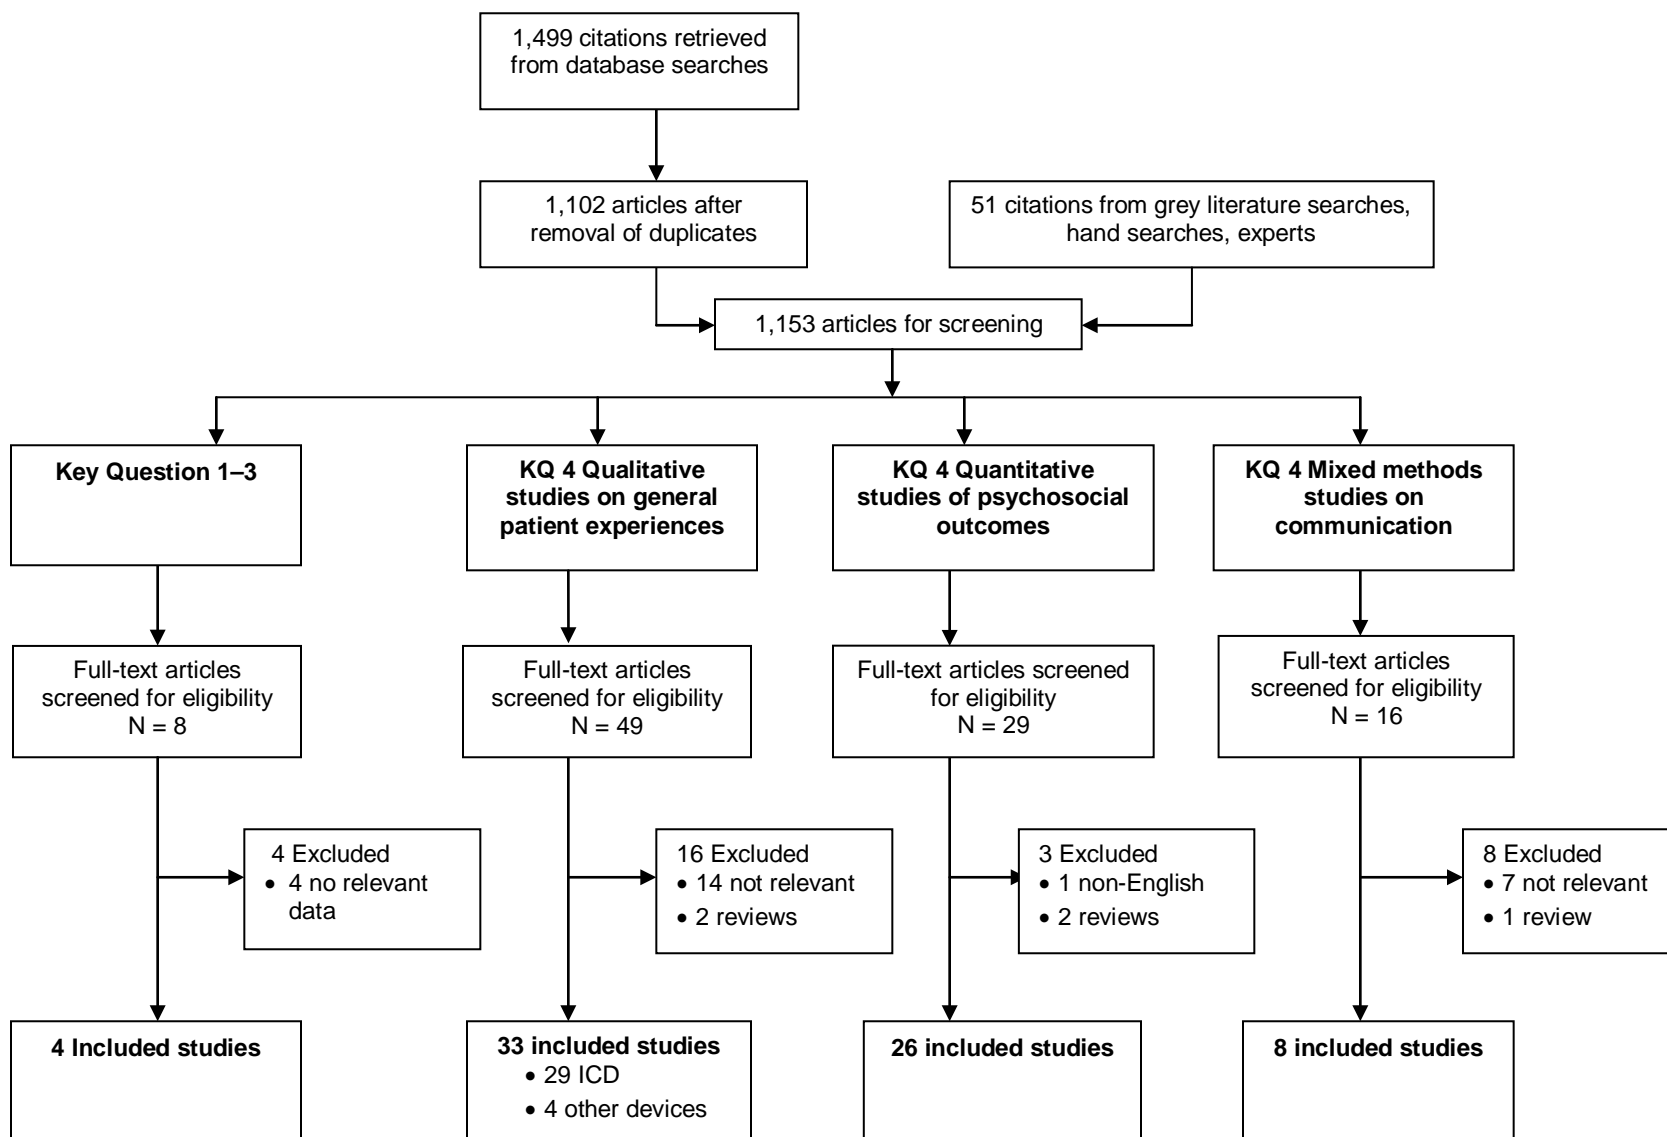 1,499 citations retrieved
from database searches
1,102 articles after
removal of duplicates
51 citations from grey literature searches,
hand searches, experts
1,153 articles for screening
Key Question 1–3
KQ 4 Qualitative
studies on general
patient experiences
KQ 4 Quantitative
studies of psychosocial
outcomes
KQ 4 Mixed methods
studies on
communication
Full-text articles
screened for eligibility
N = 8
Full-text articles
screened for eligibility
N = 49
Full-text articles screened
for eligibility
N = 29
Full-text articles
screened for eligibility
N = 16
4 Excluded
• 4 no relevant
data
16 Excluded
• 14 not relevant
• 2 reviews
3 Excluded
• 1 non-English
• 2 reviews
8 Excluded
• 7 not relevant
• 1 review
4 Included studies
33 included studies
• 29 ICD
• 4 other devices
26 included studies
8 included studies